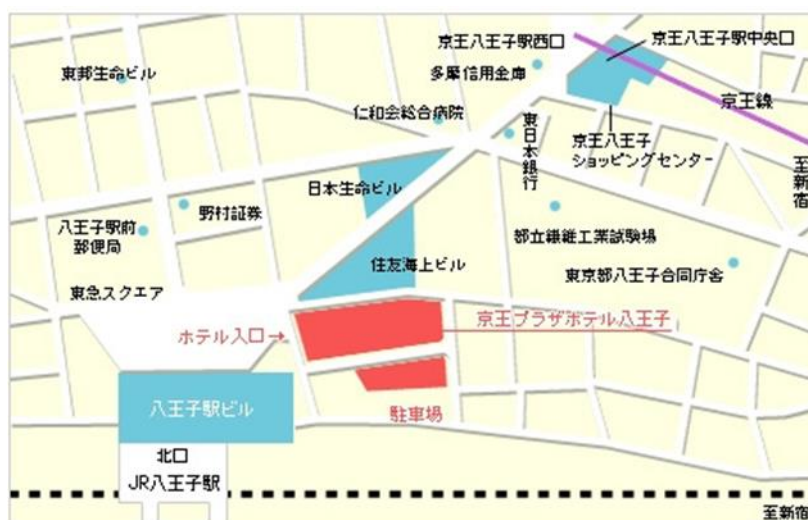 京王八王子駅西口
京王八王子駅中央口
東邦生命ビル
多摩信用金庫
京王線
仁和会総合病院
東日本銀行
京王八王子
ショッピングセンター
至新宿
日本生命ビル
野村証券
八王子駅前
郵便局
都立繊維工業試験場
住友海上ビル
東京都八王子合同庁舎
東急スクエア
ホテル入口→
京王プラザホテル八王子
八王子駅ビル
駐車場
北口
JR八王子駅
至新宿